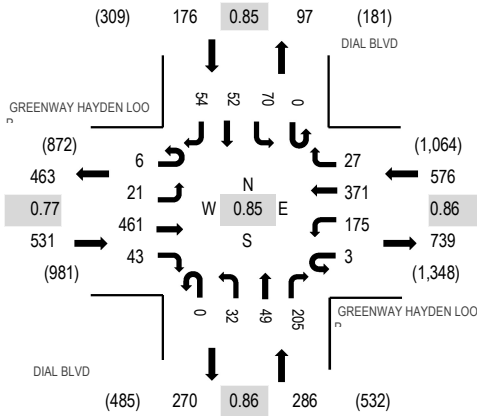 (309) 176 0.85 97 (181)
DIAL BLVD
54 52 70 0
GREENWAY HAYDEN LOO
(872) (1,064)
6 27
463 576
21 371
N
0.77 W 0.85 E 0.86
461 175
S
531 739
43 3
(981) (1,348)
0 32 49 205
GREENWAY HAYDEN LOO
DIAL BLVD
(485) 270 0.86 286 (532)